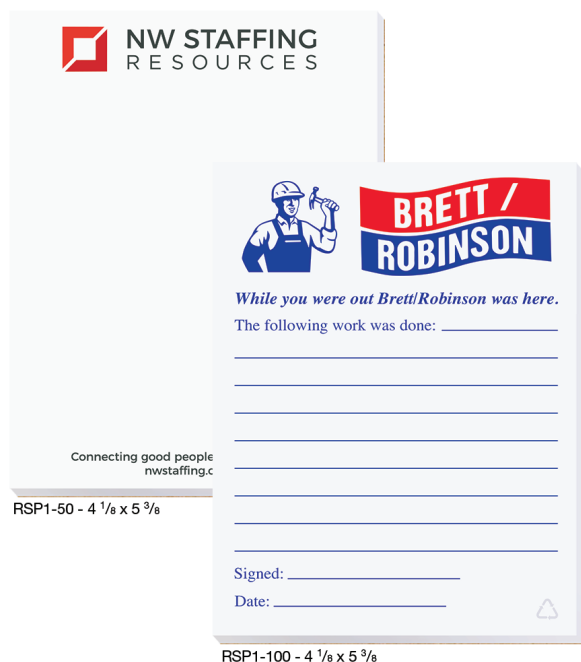 NW STAFFING
RESOURCES
Connecting good people
nwstaffing.
RSP1-50 - 4 1/8 x 5 3/8
BRETT /
ROBINSON
While you were out Brett/Robinson was here.
The following work was done:
Signed:
Date:
RSP1-100 - 4 1/8 x 5 3/8